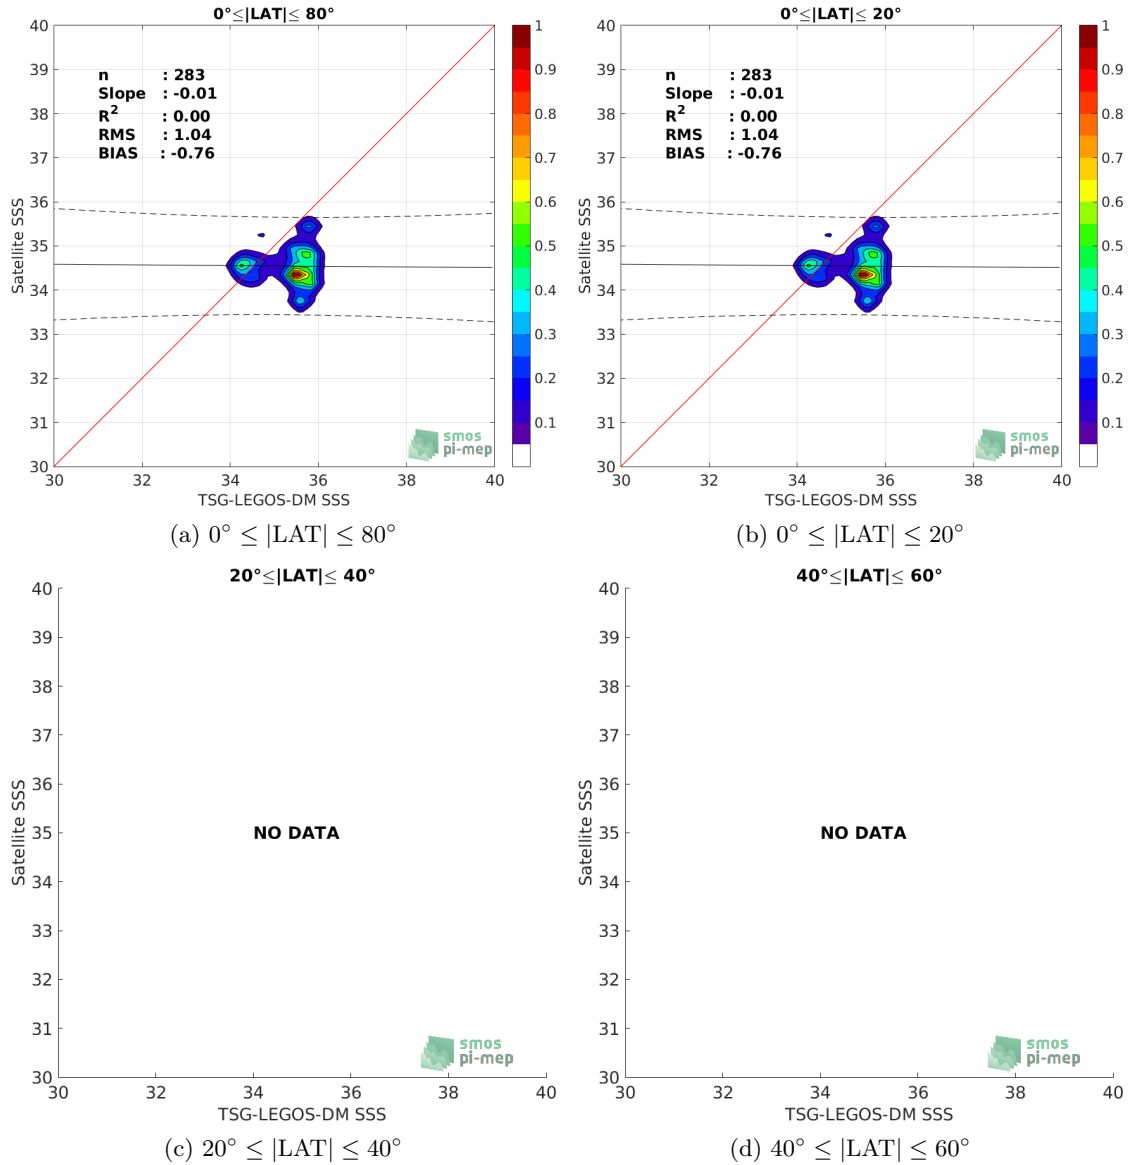 0°≤|LAT|≤ 80°
40
39
38
37
36
35
34
33
32
31
30
Satellite SSS
n : 283
Slope : -0.01
R² : 0.00
RMS : 1.04
BIAS : -0.76
smos
pi-mep
30 32 34 36 38 40
TSG-LEGOS-DM SSS
1
0.9
0.8
0.7
0.6
0.5
0.4
0.3
0.2
0.1
(a) 0° ≤ |LAT| ≤ 80°
0°≤|LAT|≤ 20°
40
39
38
37
36
35
34
33
32
31
30
Satellite SSS
n : 283
Slope : -0.01
R² : 0.00
RMS : 1.04
BIAS : -0.76
smos
pi-mep
30 32 34 36 38 40
TSG-LEGOS-DM SSS
1
0.9
0.8
0.7
0.6
0.5
0.4
0.3
0.2
0.1
(b) 0° ≤ |LAT| ≤ 20°
20°≤|LAT|≤ 40°
40
39
38
37
36
35
34
33
32
31
30
Satellite SSS
NO DATA
smos
pi-mep
30 32 34 36 38 40
TSG-LEGOS-DM SSS
(c) 20° ≤ |LAT| ≤ 40°
40°≤|LAT|≤ 60°
40
39
38
37
36
35
34
33
32
31
30
Satellite SSS
NO DATA
smos
pi-mep
30 32 34 36 38 40
TSG-LEGOS-DM SSS
(d) 40° ≤ |LAT| ≤ 60°